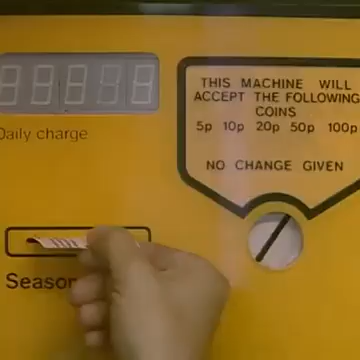 Daily charge
THIS MACHINE WILL
ACCEPT THE FOLLOWING
COINS
5p 10p 20p 50p 100p
NO CHANGE GIVEN
Season